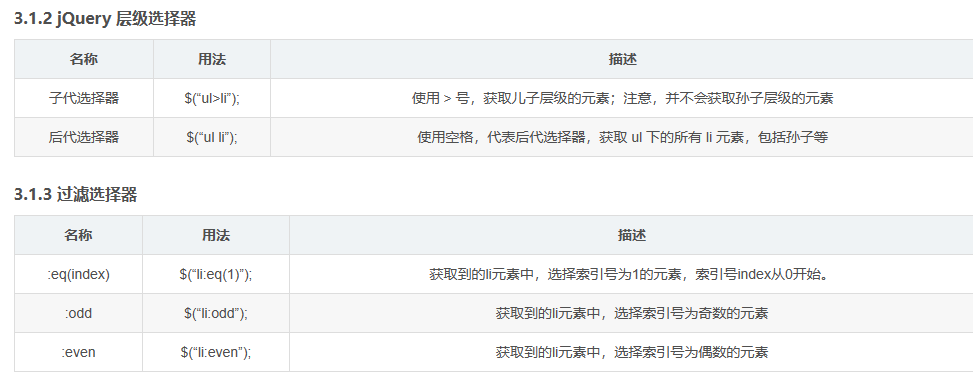 3.1.2 jQuery 层级选择器
名称 用法 描述
子代选择器 $(“ul>li”); 使用 > 号，获取儿子层级的元素；注意，并不会获取孙子层级的元素
后代选择器 $(“ul li”); 使用空格，代表后代选择器，获取 ul 下的所有 li 元素，包括孙子等
3.1.3 过滤选择器
名称 用法 描述
:eq(index) $(“li:eq(1)”); 获取到的li元素中，选择索引号为1的元素，索引号index从0开始。
:odd $(“li:odd”); 获取到的li元素中，选择索引号为奇数的元素
:even $(“li:even”); 获取到的li元素中，选择索引号为偶数的元素